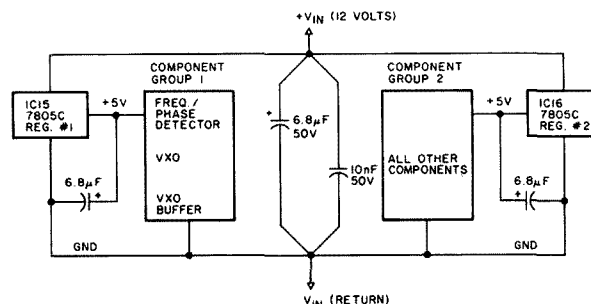 +VIN (12 VOLTS)
COMPONENT
GROUP 1
COMPONENT
GROUP 2
IC15
7805C
REG. #1
+5V
FREQ./
PHASE
DETECTOR
VXO
VXO
BUFFER
+
6.8µF
50V
10nF
50V
ALL OTHER
COMPONENTS
+5V
IC16
7805C
REG. #2
6.8µF
+
6.8µF
+
GND
GND
VIN (RETURN)